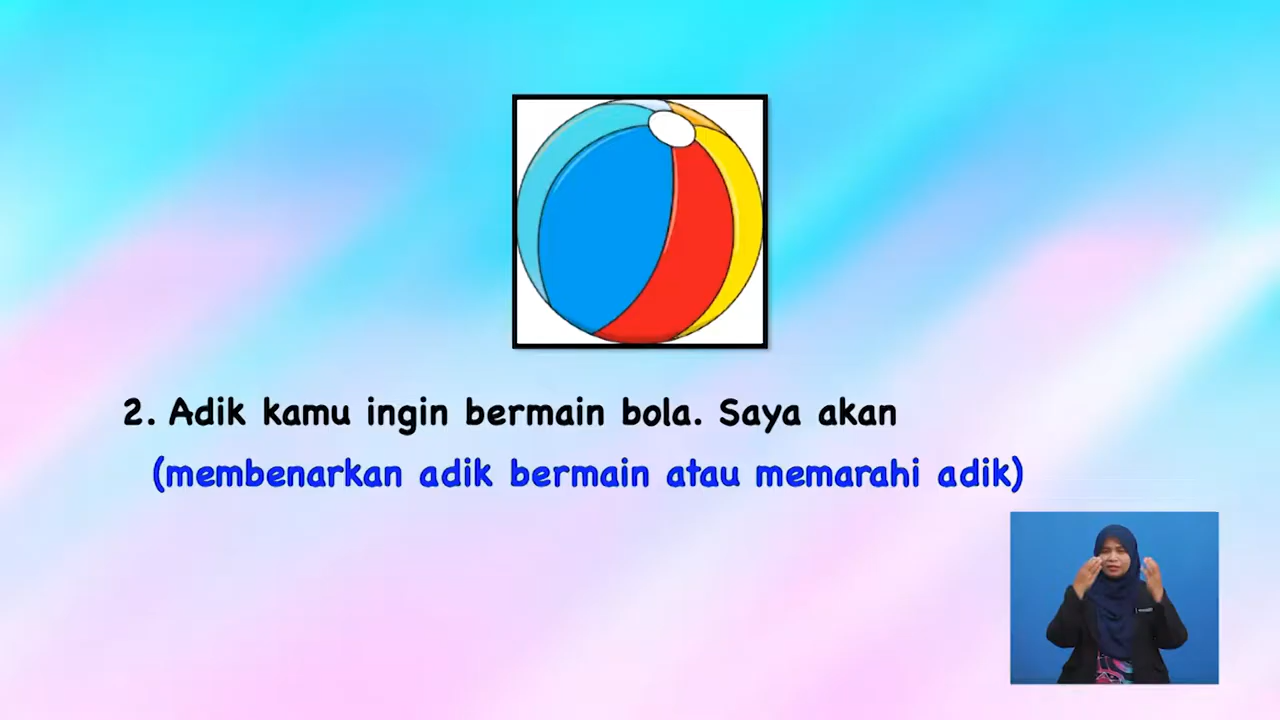 2. Adik kamu ingin bermain bola. Saya akan
(membenarkan adik bermain atau memarahi adik)